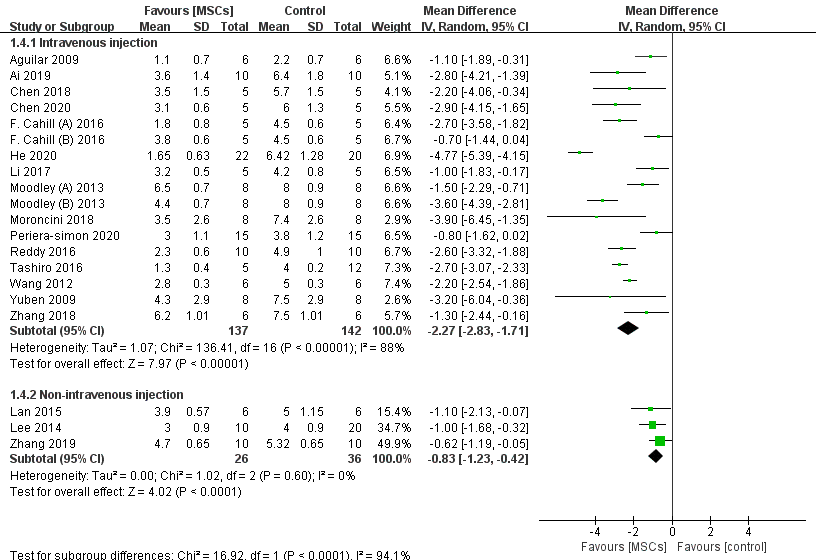 Favours [MSCs] Control Mean Difference Mean Difference
Study or Subgroup Mean SD Total Mean SD Total Weight IV, Random, 95% CI IV, Random, 95% CI
1.4.1 Intravenous injection
Aguilar 2009 1.1 0.7 6 2.2 0.7 6 6.6% -1.10 [-1.89, -0.31]
Ai 2019 3.6 1.4 10 6.4 1.8 10 5.1% -2.80 [-4.21, -1.39]
Chen 2018 3.5 1.5 5 5.7 1.5 5 4.2% -2.20 [-4.06, -0.34]
Chen 2020 3.1 0.6 5 6 1.3 5 5.5% -2.90 [-4.15, -1.65]
F. Cahill (A) 2016 1.8 0.8 5 4.5 0.6 5 6.4% -2.70 [-3.58, -1.82]
F. Cahill (B) 2016 3.8 0.6 5 4.5 0.6 5 6.7% -0.70 [-1.44, 0.04]
He 2020 1.65 0.63 22 6.42 1.28 20 6.9% -4.77 [-5.39, -4.15]
Li 2017 3.2 0.5 5 4.2 0.8 5 6.5% -1.00 [-1.83, -0.17]
Moodley (A) 2013 6.5 0.7 8 8 0.9 8 6.6% -1.50 [-2.29, -0.71]
Moodley (B) 2013 4.4 0.7 8 8 0.9 8 6.6% -3.60 [-4.39, -2.81]
Moroncini 2018 3.5 2.6 8 7.4 2.6 8 2.9% -3.90 [-6.45, -1.35]
Periera-simon 2020 3 1.1 15 3.8 1.2 15 6.5% -0.80 [-1.62, 0.02]
Reddy 2016 2.3 0.6 10 4.9 1 10 6.7% -2.60 [-3.32, -1.88]
Tashiro 2016 1.3 0.4 5 4 0.2 12 7.3% -2.70 [-3.07, -2.33]
Wang 2012 2.8 0.3 6 5 0.3 6 7.4% -2.20 [-2.54, -1.86]
Yuben 2009 4.3 2.9 8 7.5 2.9 8 2.6% -3.20 [-6.04, -0.36]
Zhang 2018 6.2 1.01 6 7.5 1.01 6 5.7% -1.30 [-2.44, -0.16]
Subtotal (95% CI) 137 142 100.0% -2.27 [-2.83, -1.71]
Heterogeneity: Tau² = 1.07; Chi² = 136.41, df = 16 (P < 0.00001); I² = 88%
Test for overall effect: Z = 7.97 (P < 0.00001)
1.4.2 Non-intravenous injection
Lan 2015 3.9 0.57 6 5 1.15 6 15.4% -1.10 [-2.13, -0.07]
Lee 2014 3 0.9 10 4 0.9 20 34.7% -1.00 [-1.68, -0.32]
Zhang 2019 4.7 0.65 10 5.32 0.65 10 49.9% -0.62 [-1.19, -0.05]
Subtotal (95% CI) 26 36 100.0% -0.83 [-1.23, -0.42]
Heterogeneity: Tau² = 0.00; Chi² = 1.02, df = 2 (P = 0.60); I² = 0%
Test for overall effect: Z = 4.02 (P < 0.0001)
-4 -2 0 2 4
Favours [MSCs] Favours [control]
Test for subgroup differences: Chi² = 16.92, df = 1 (P < 0.0001), I² = 94.1%